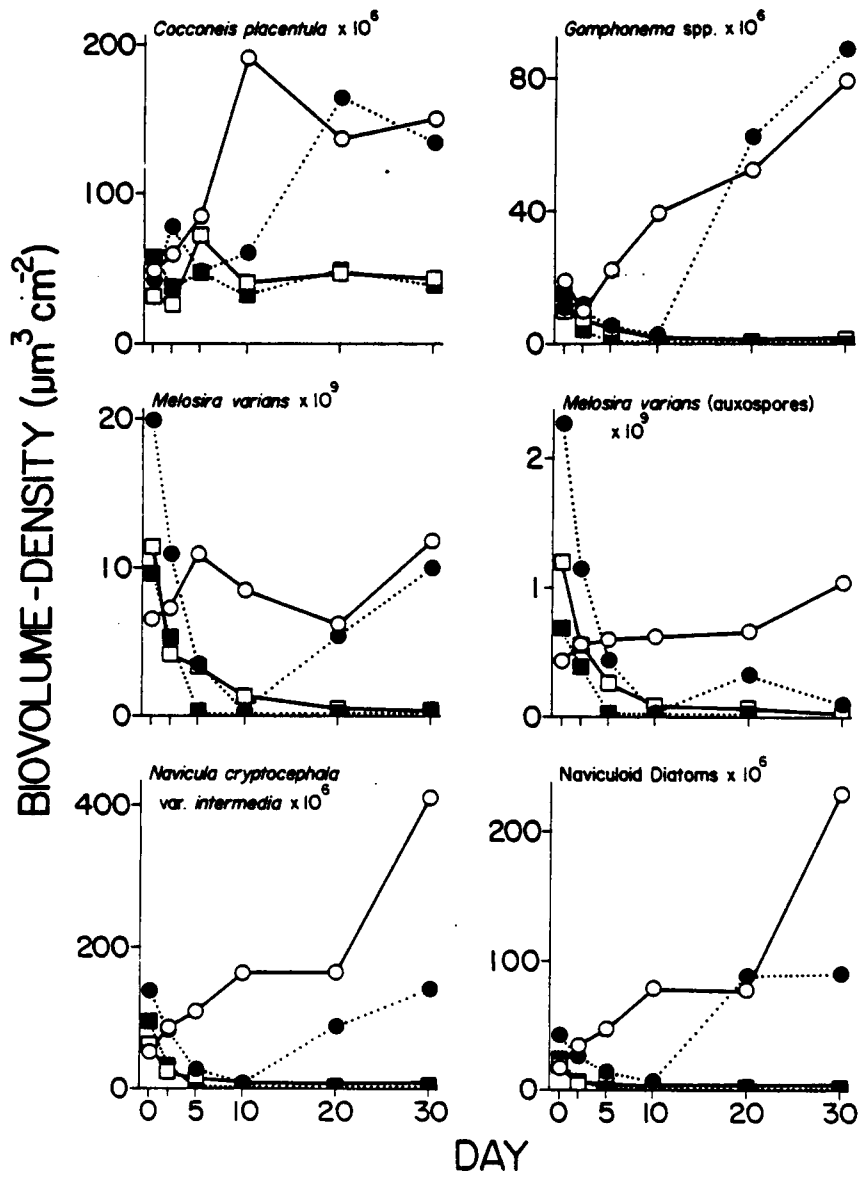 BIOVOLUME-DENSITY (µm³ cm⁻²)
Cocconeis placentula x 10⁶
200
100
0
Gomphonema spp. x 10⁶
80
40
0
Melosira varians x 10⁹
20
10
0
Melosira varians (auxospores)
x 10⁹
2
1
0
Navicula cryptocephala
var. intermedia x 10⁶
400
200
0
0 5 10 20 30
Naviculoid Diatoms x 10⁶
200
100
0
0 5 10 20 30
DAY